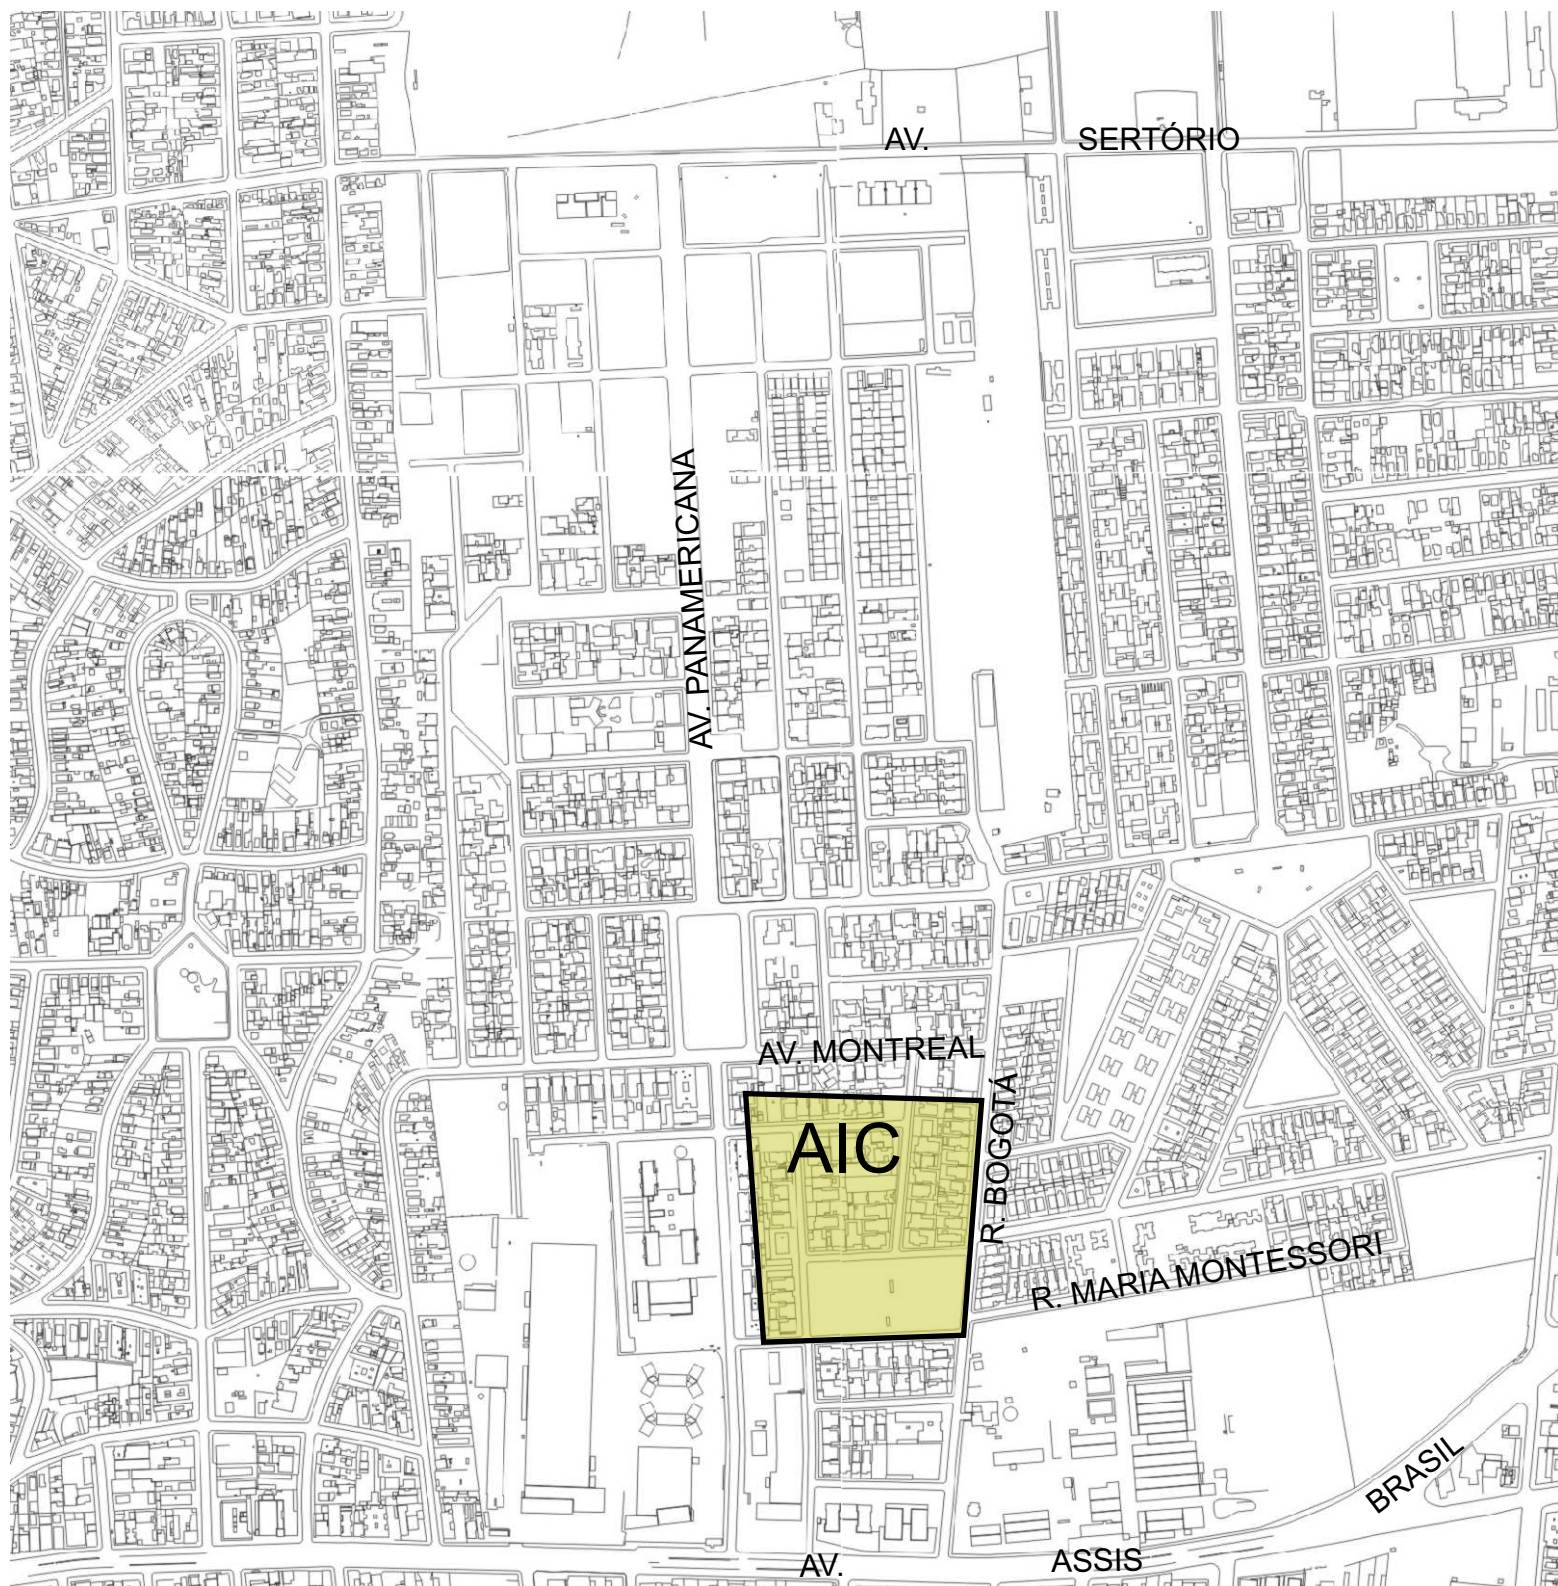 AV. SERTÓRIO
AV. PANAMERICANA
AV. MONTREAL
AIC
R. BOGOTÁ
R. MARIA MONTESSORI
AV. ASSIS BRASIL